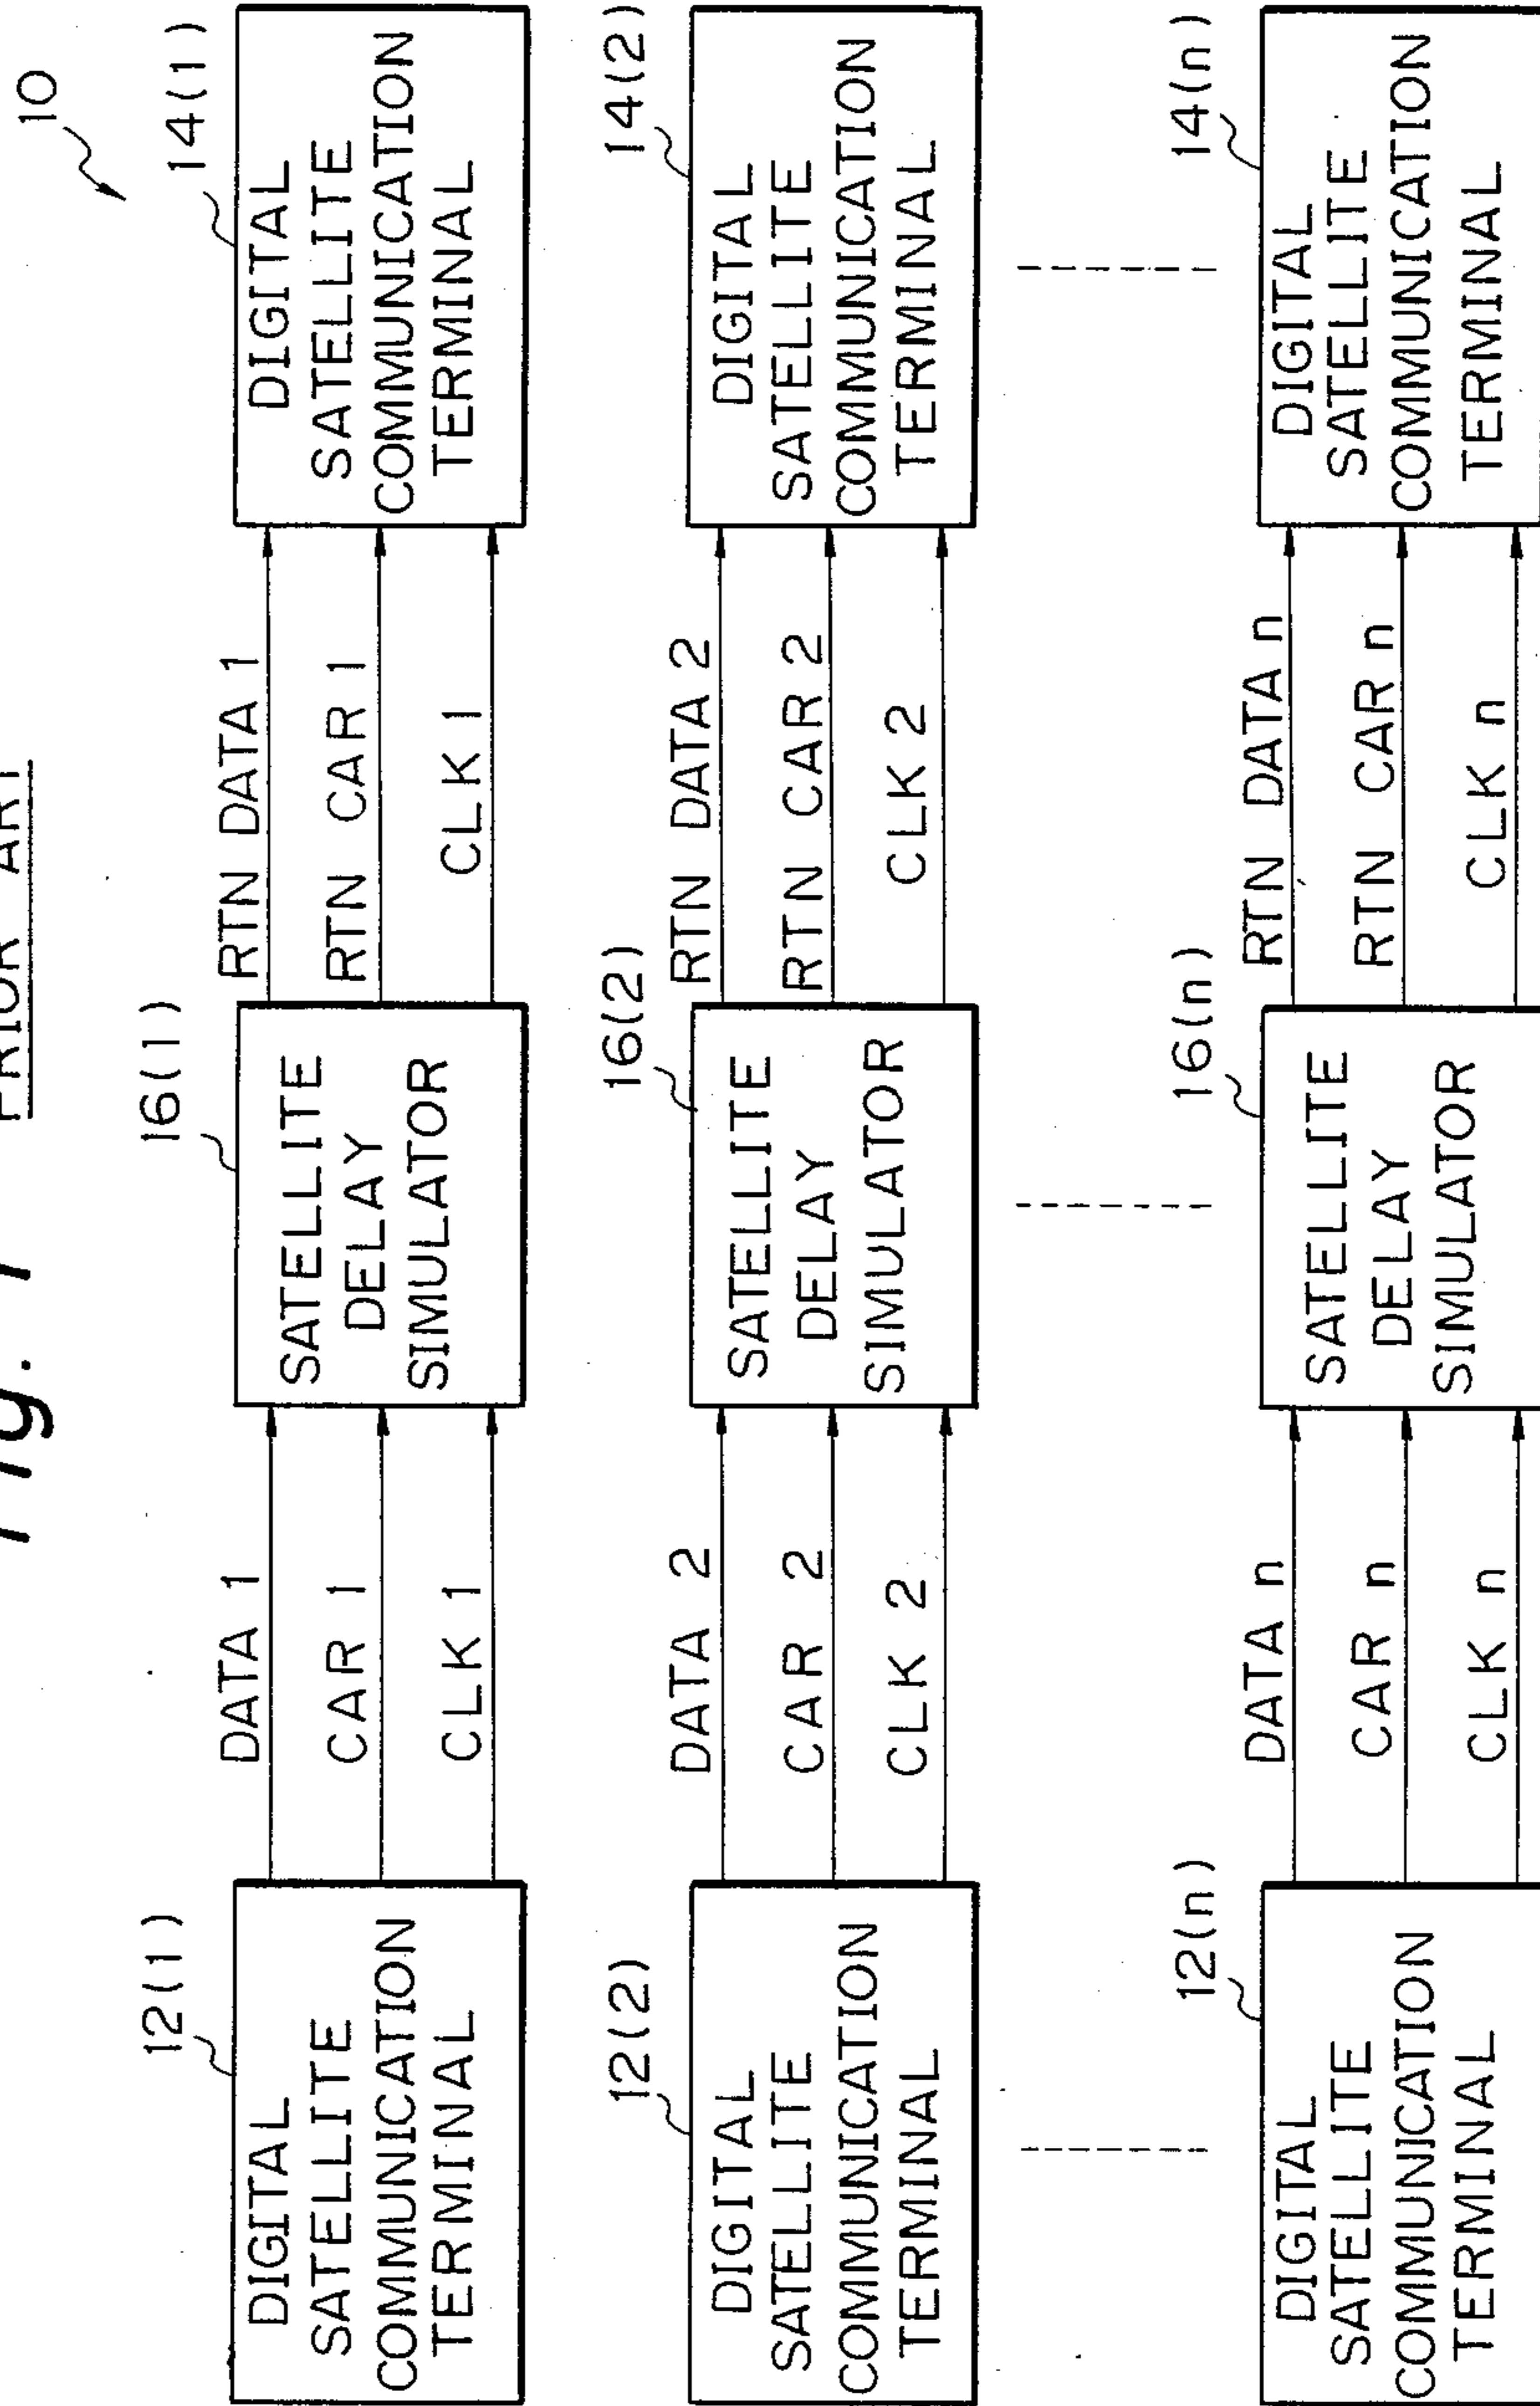 Fig. 1 PRIOR ART
10
12(1)
DIGITAL
SATELLITE
COMMUNICATION
TERMINAL
DATA 1
CAR 1
CLK 1
16(1)
SATELLITE
DELAY
SIMULATOR
RTN DATA 1
RTN CAR 1
CLK 1
14(1)
DIGITAL
SATELLITE
COMMUNICATION
TERMINAL
12(2)
DIGITAL
SATELLITE
COMMUNICATION
TERMINAL
DATA 2
CAR 2
CLK 2
16(2)
SATELLITE
DELAY
SIMULATOR
RTN DATA 2
RTN CAR 2
CLK 2
14(2)
DIGITAL
SATELLITE
COMMUNICATION
TERMINAL
12(n)
DIGITAL
SATELLITE
COMMUNICATION
TERMINAL
DATA n
CAR n
CLK n
16(n)
SATELLITE
DELAY
SIMULATOR
RTN DATA n
RTN CAR n
CLK n
14(n)
DIGITAL
SATELLITE
COMMUNICATION
TERMINAL